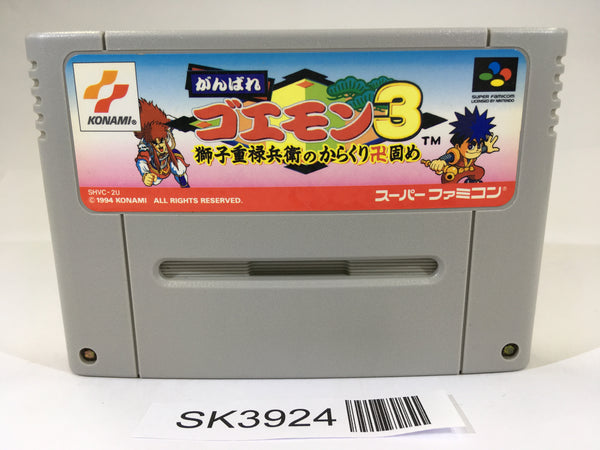 KONAMI®
がんばれ
ゴエモン3
TM
獅子重禄兵衛のからくり卍固め
SUPER FAMICOM
LICENSED BY NINTENDO
SHVC-2U
© 1994 KONAMI ALL RIGHTS RESERVED.
スーパーファミコン®
SK3924